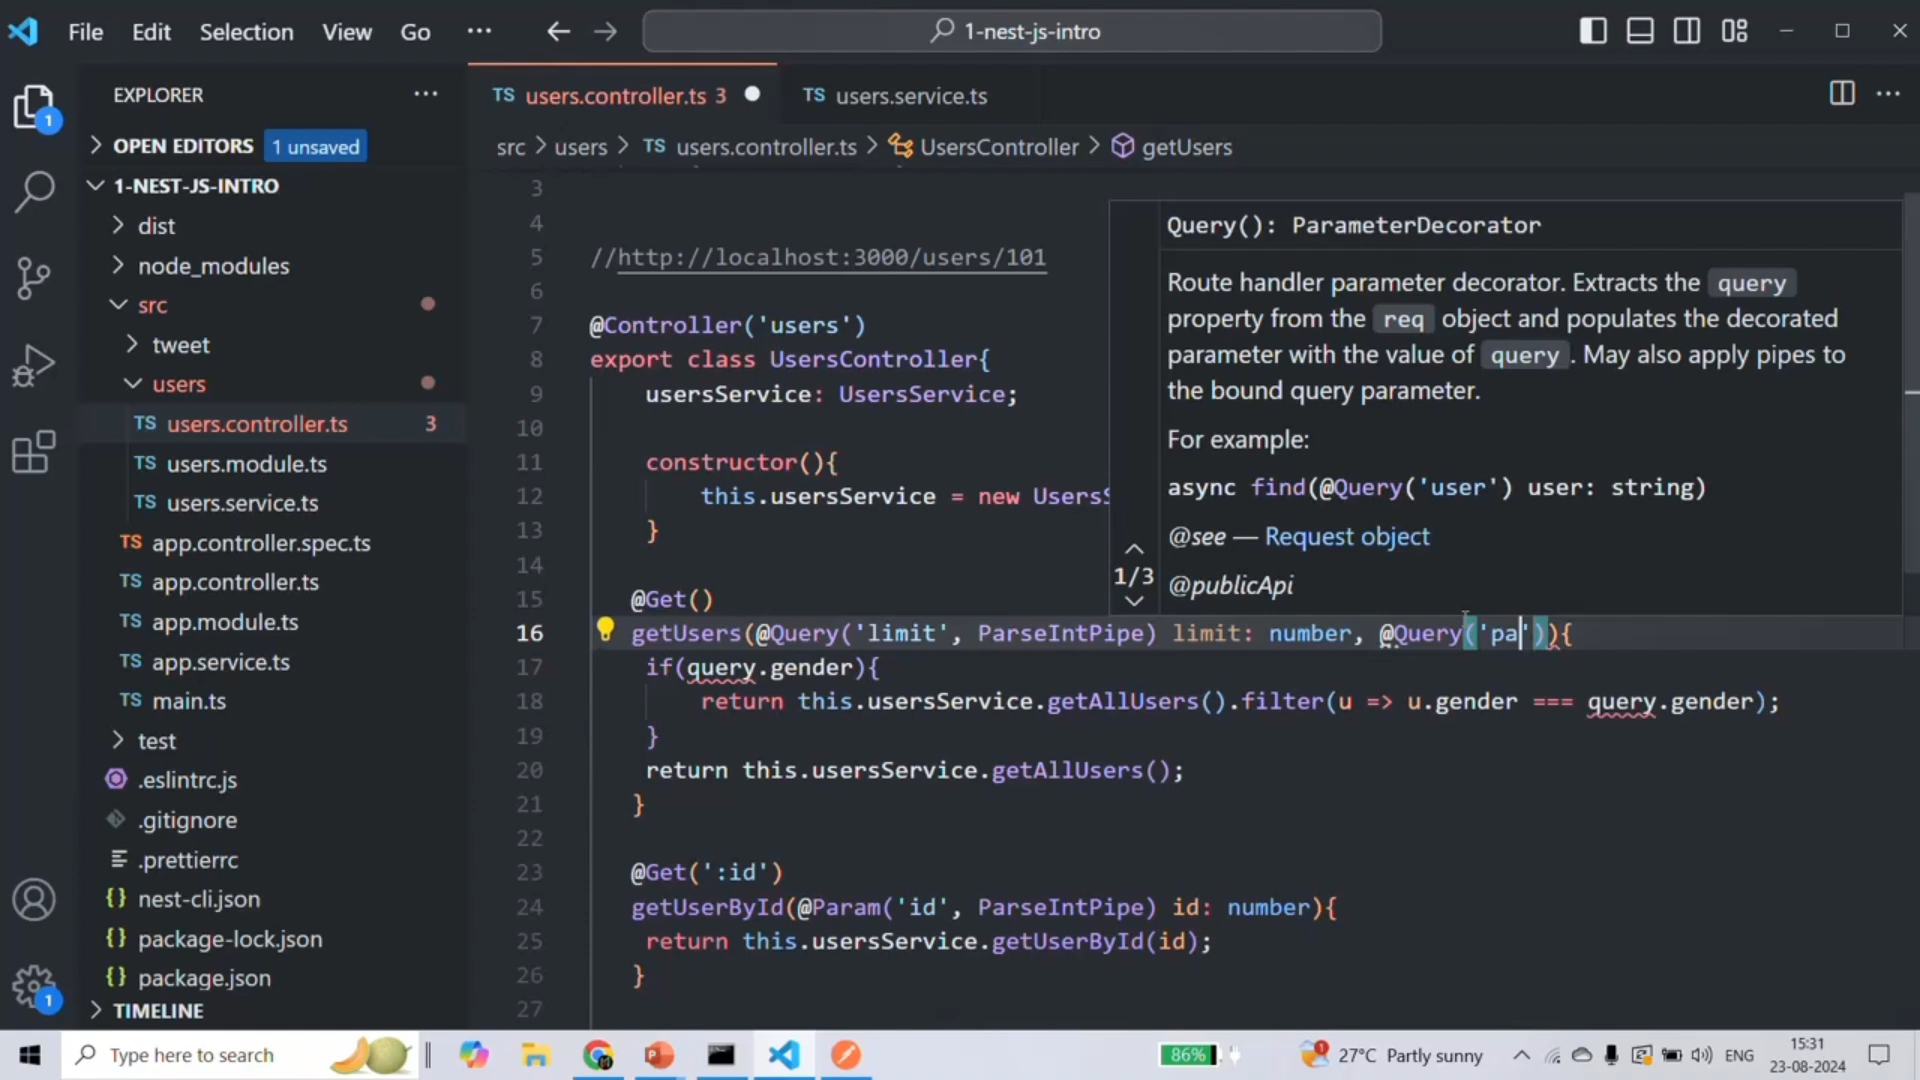 File Edit Selection View Go ··· 1-nest-js-intro
EXPLORER ···
OPEN EDITORS 1 unsaved
1-NEST-JS-INTRO
dist
node_modules
src
tweet
users
TS users.controller.ts 3
TS users.module.ts
TS users.service.ts
TS app.controller.spec.ts
TS app.controller.ts
TS app.module.ts
TS app.service.ts
TS main.ts
test
.eslintrc.js
.gitignore
.prettierrc
{} nest-cli.json
{} package-lock.json
{} package.json
TIMELINE
1
1
TS users.controller.ts 3 TS users.service.ts ···
src > users > TS users.controller.ts > UsersController > getUsers
3
4
5 //http://localhost:3000/users/101
6
7 @Controller('users')
8 export class UsersController{
9 usersService: UsersService;
10
11 constructor(){
12 this.usersService = new UsersS
13 }
14
15 @Get()
16 getUsers(@Query('limit', ParseIntPipe) limit: number, @Query('pa')){
17 if(query.gender){
18 return this.usersService.getAllUsers().filter(u => u.gender === query.gender);
19 }
20 return this.usersService.getAllUsers();
21 }
22
23 @Get(':id')
24 getUserById(@Param('id', ParseIntPipe) id: number){
25 return this.usersService.getUserById(id);
26 }
27
Query(): ParameterDecorator
Route handler parameter decorator. Extracts the query
property from the req object and populates the decorated
parameter with the value of query. May also apply pipes to
the bound query parameter.
For example:
async find(@Query('user') user: string)
@see — Request object
@publicApi
1/3
Type here to search
86% 27°C Partly sunny ENG
15:31
23-08-2024